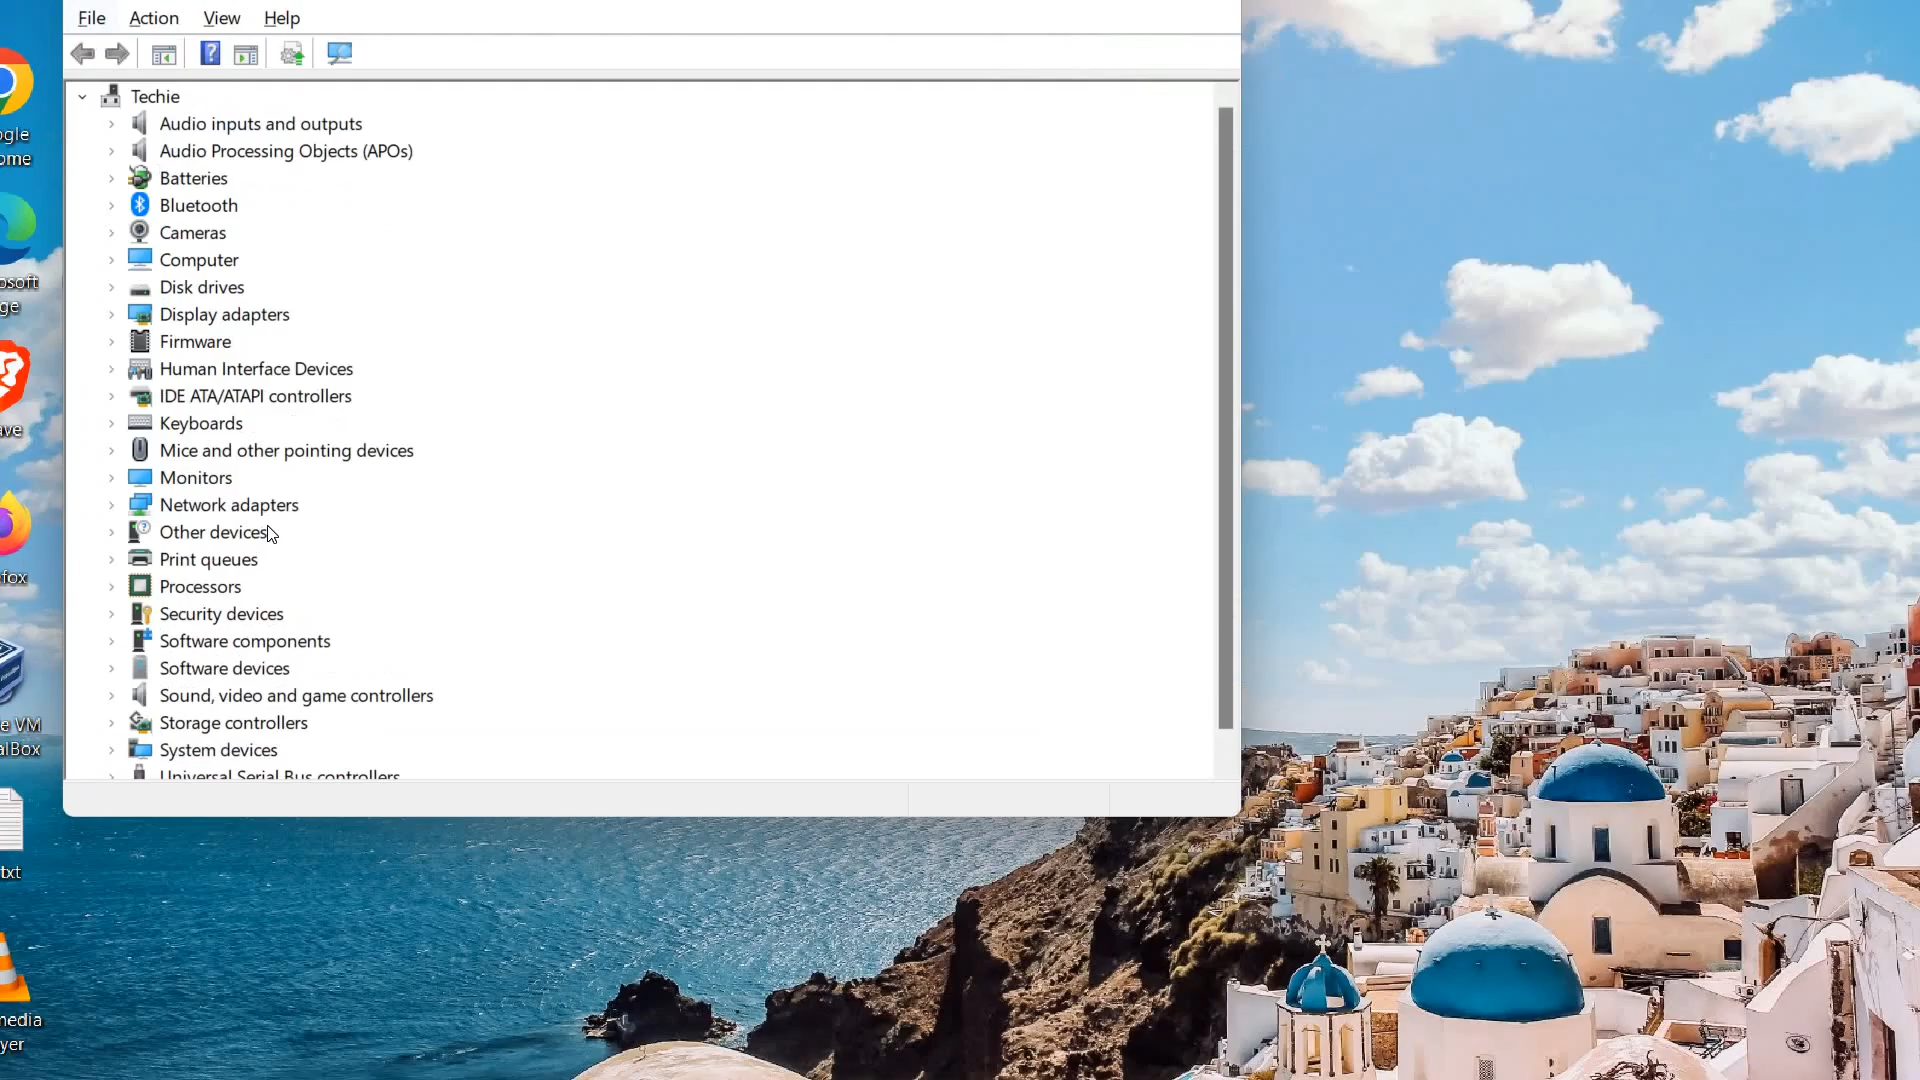 File Action View Help
Techie
Audio inputs and outputs
Audio Processing Objects (APOs)
Batteries
Bluetooth
Cameras
Computer
Disk drives
Display adapters
Firmware
Human Interface Devices
IDE ATA/ATAPI controllers
Keyboards
Mice and other pointing devices
Monitors
Network adapters
Other devices
Print queues
Processors
Security devices
Software components
Software devices
Sound, video and game controllers
Storage controllers
System devices
Universal Serial Bus controllers
ogle
ome
osoft
ge
ave
fox
e VM
alBox
txt
media
yer